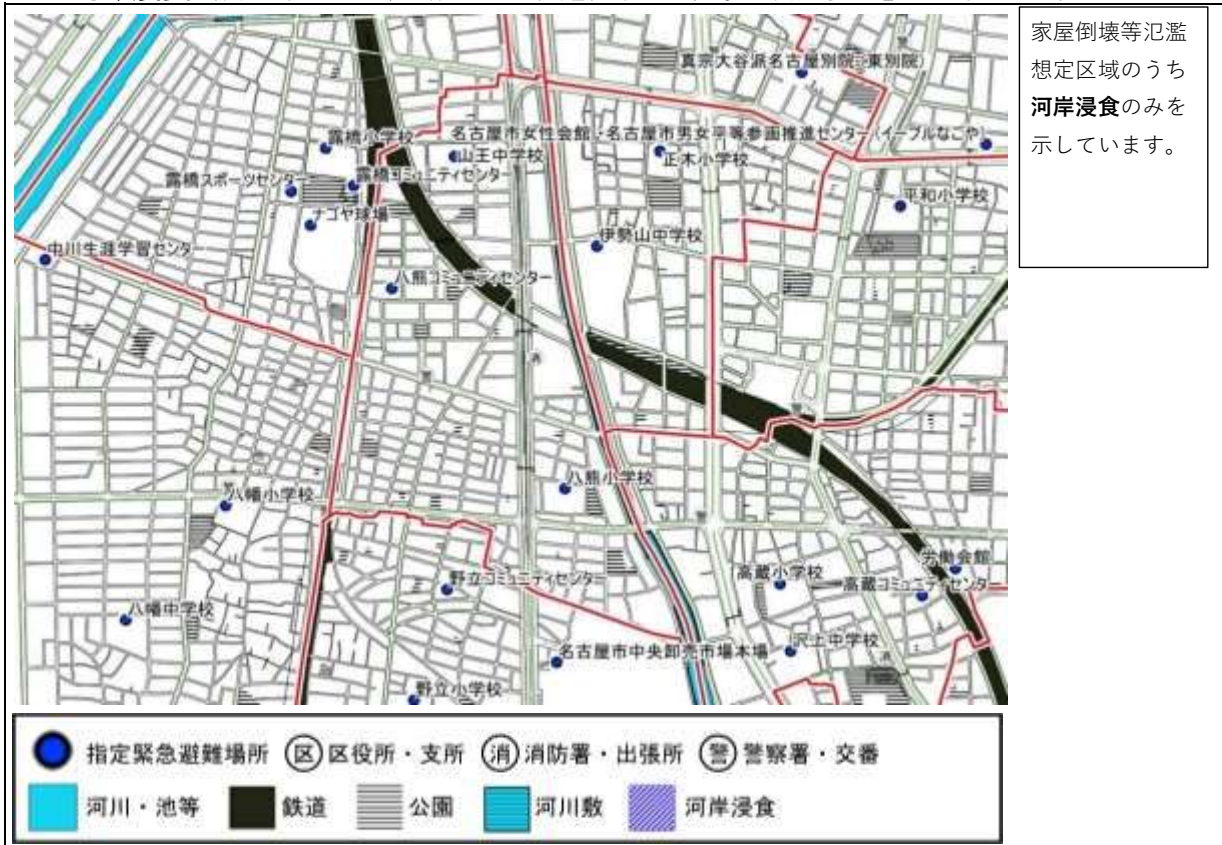 家屋倒壊等氾濫
想定区域のうち
河岸浸食のみを
示しています。
真宗大谷派名古屋別院(東別院)
露橋小学校
名古屋市女性会館・名古屋市男女平等参画推進センター(イーブルなごや)
山王中学校
正木小学校
露橋スポーツセンター
露橋コミュニティセンター
平和小学校
ナゴヤ球場
伊勢山中学校
中川生涯学習センター
八熊コミュニティセンター
八熊小学校
八幡小学校
労働会館
高蔵小学校
野立コミュニティセンター
高蔵コミュニティセンタ
八幡中学校
沢上中学校
名古屋市中央卸売市場本場
野立小学校
指定緊急避難場所 区 区役所・支所 消 消防署・出張所 警 警察署・交番
河川・池等 鉄道 公園 河川敷 河岸浸食